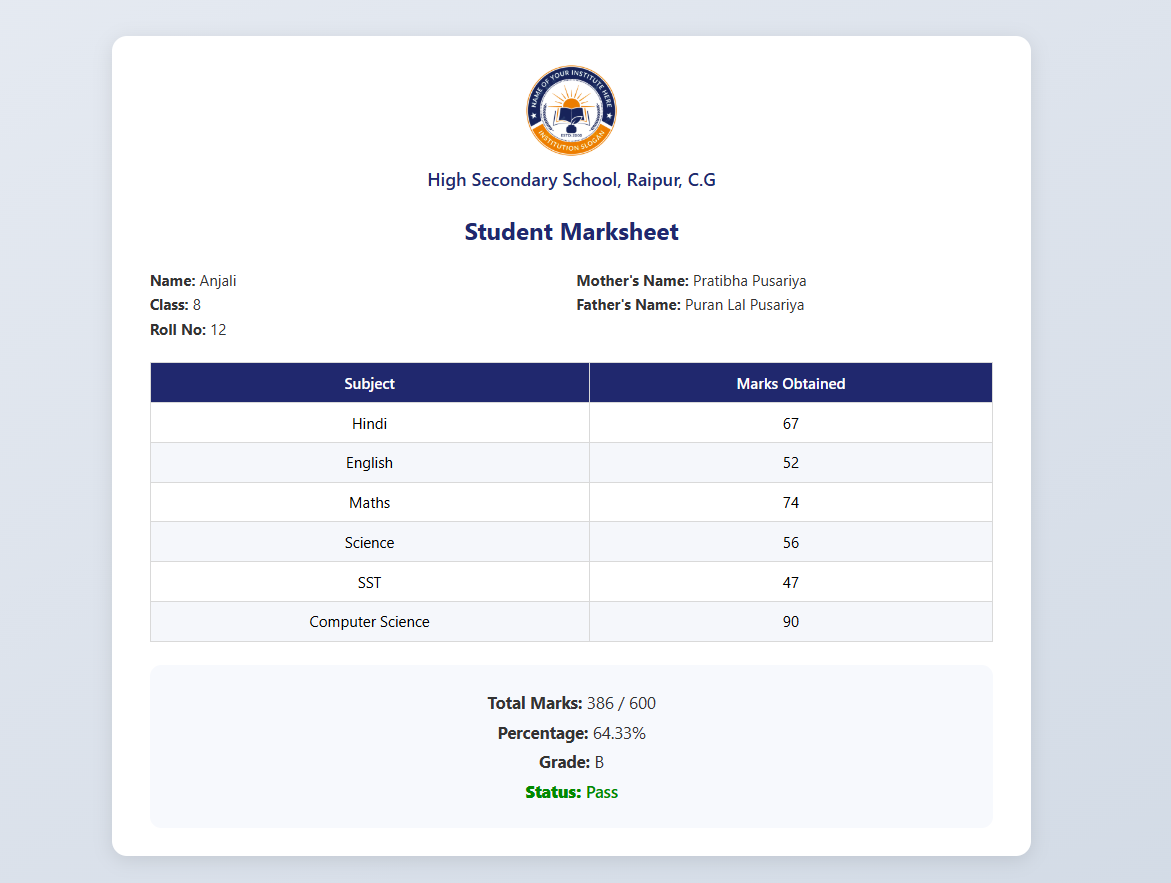 NAME OF YOUR INSTITUTE HERE
ESTD 2000
INSTITUTION SLOGAN
High Secondary School, Raipur, C.G
Student Marksheet
Name: Anjali
Class: 8
Roll No: 12
Mother's Name: Pratibha Pusariya
Father's Name: Puran Lal Pusariya
Subject Marks Obtained
Hindi 67
English 52
Maths 74
Science 56
SST 47
Computer Science 90
Total Marks: 386 / 600
Percentage: 64.33%
Grade: B
Status: Pass